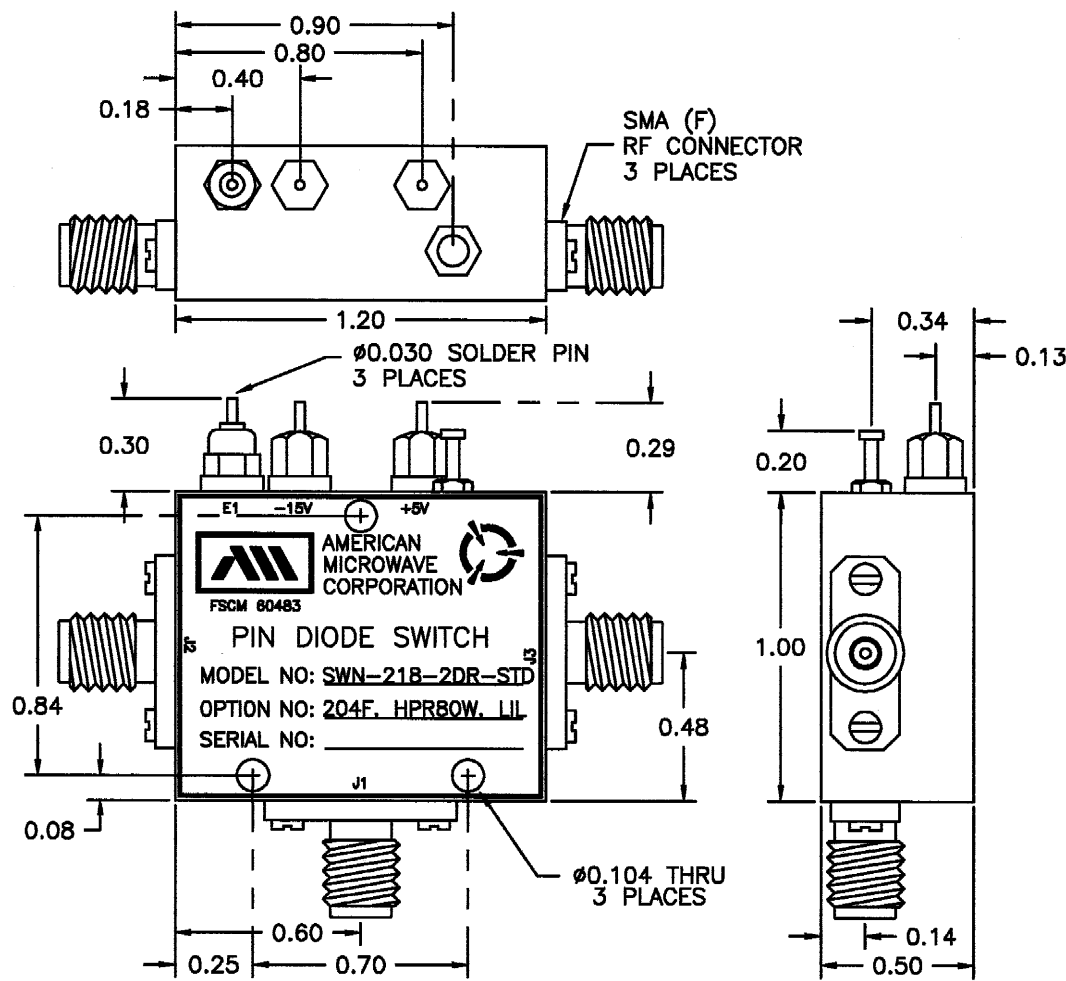 0.90
0.80
0.40
0.18
SMA (F)
RF CONNECTOR
3 PLACES
1.20
ø0.030 SOLDER PIN
3 PLACES
0.34
0.13
0.30
0.29
0.20
E1 -15V +5V
AMERICAN
MICROWAVE
CORPORATION
FSCM 60483
PIN DIODE SWITCH
J2
J3
MODEL NO: SWN-218-2DR-STD
OPTION NO: 204F, HPR80W, LIL
SERIAL NO:
J1
0.84
0.08
0.48
1.00
ø0.104 THRU
3 PLACES
0.60
0.25
0.70
0.14
0.50